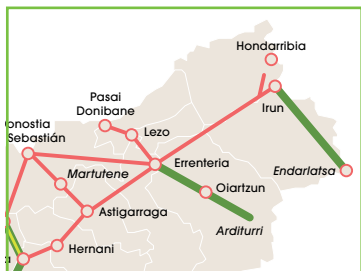 Hondarribia
Pasai
Donibane
Irun
Lezo
onostia
Sebastián
Errenteria
Martutene
Endarlatsa
Oiartzun
Astigarraga
Arditurri
Hernani
a